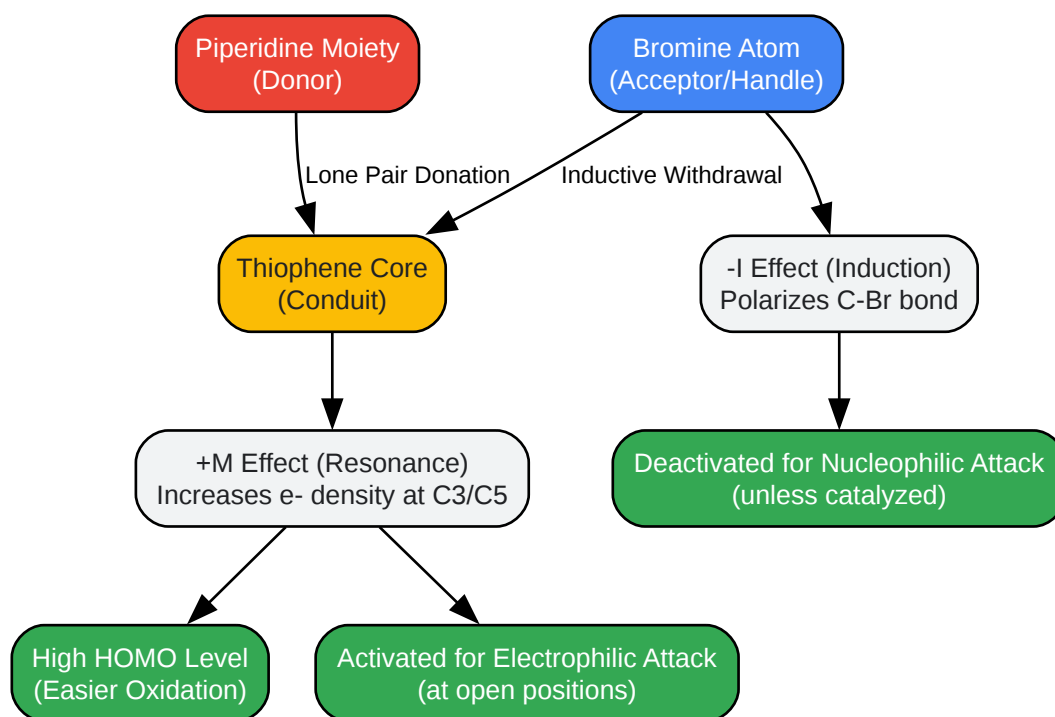 Piperidine Moiety
(Donor)
Bromine Atom
(Acceptor/Handle)
Lone Pair Donation
Inductive Withdrawal
Thiophene Core
(Conduit)
-I Effect (Induction)
Polarizes C-Br bond
+M Effect (Resonance)
Increases e- density at C3/C5
Deactivated for Nucleophilic Attack
(unless catalyzed)
High HOMO Level
(Easier Oxidation)
Activated for Electrophilic Attack
(at open positions)